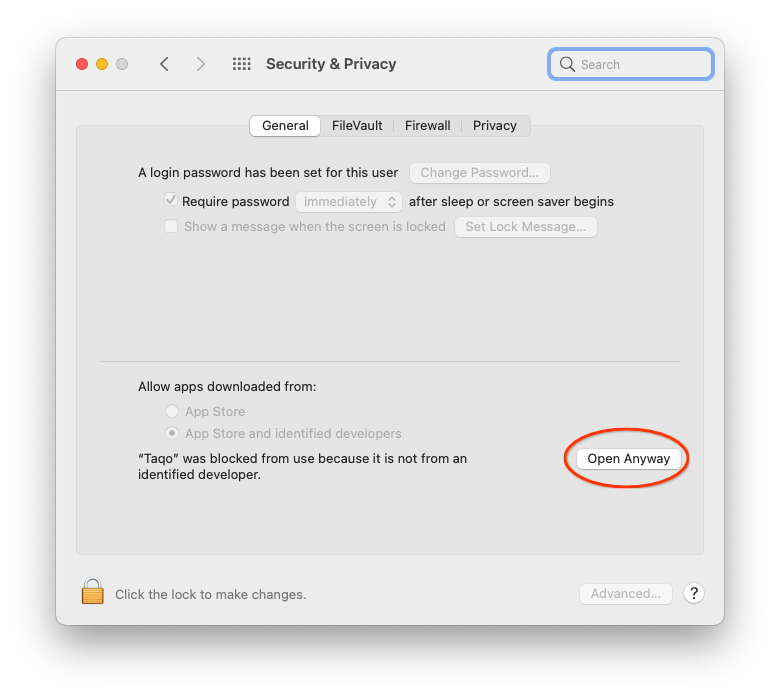 Security & Privacy
Search
General FileVault Firewall Privacy
A login password has been set for this user Change Password...
Require password immediately after sleep or screen saver begins
Show a message when the screen is locked Set Lock Message...
Allow apps downloaded from:
App Store
App Store and identified developers
“Taqo” was blocked from use because it is not from an
identified developer.
Open Anyway
Click the lock to make changes.
Advanced...
?